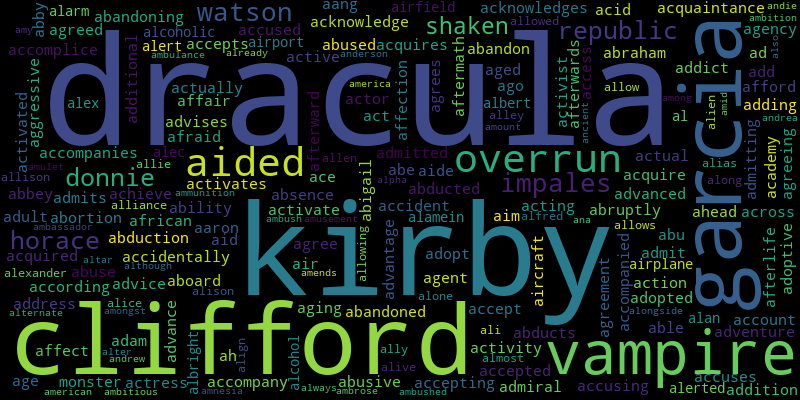 abby alarm abandoning watson aang airfield acid acquaintance andie
agreed acknowledge acknowledges ambition
alcoholic accused shaken republic allowed agency
accomplice alert accepts airport abused acquires abandon abraham amy
ambulance already active anderson america access ad
additional aggressive activated dracula garcia
alex actually actor affection aftermath aged ago activist afterwards allow among addict add alien amid also
affair act agrees albert alley al adding afford andrea
advises afraid afterward amount ancient
accompanies allie alec aided admitted overrun actual alias admitting academy agreeing
allison amulet donnie activates ace allen abe aide alpha abducted impales acquire along
abbey admits achieve alliance ammunition absence abigail advanced
adult abortion african ability activate ambush amusement accident alamein aim alfred acting abruptly ana ahead across
ambassador horace abduction aaron aid agree allowing advantage adopt kirby allows abu adoptive afterlife
acquired altar accidentally air agent aircraft accompanied admit airplane
alexander abuse although aboard amends alone agreement adopted action alongside
according advice aging abandoned accept alan account
address alice alison clifford ali able adventure
alternate amongst adam advance ah align alcohol ally activity abducts vampire
affect alter andrew albright alive almost accepted accuses
age monster actress accompany abusive accepting admiral accusing alerted addition
american ambitious amnesia always ambrose ambushed